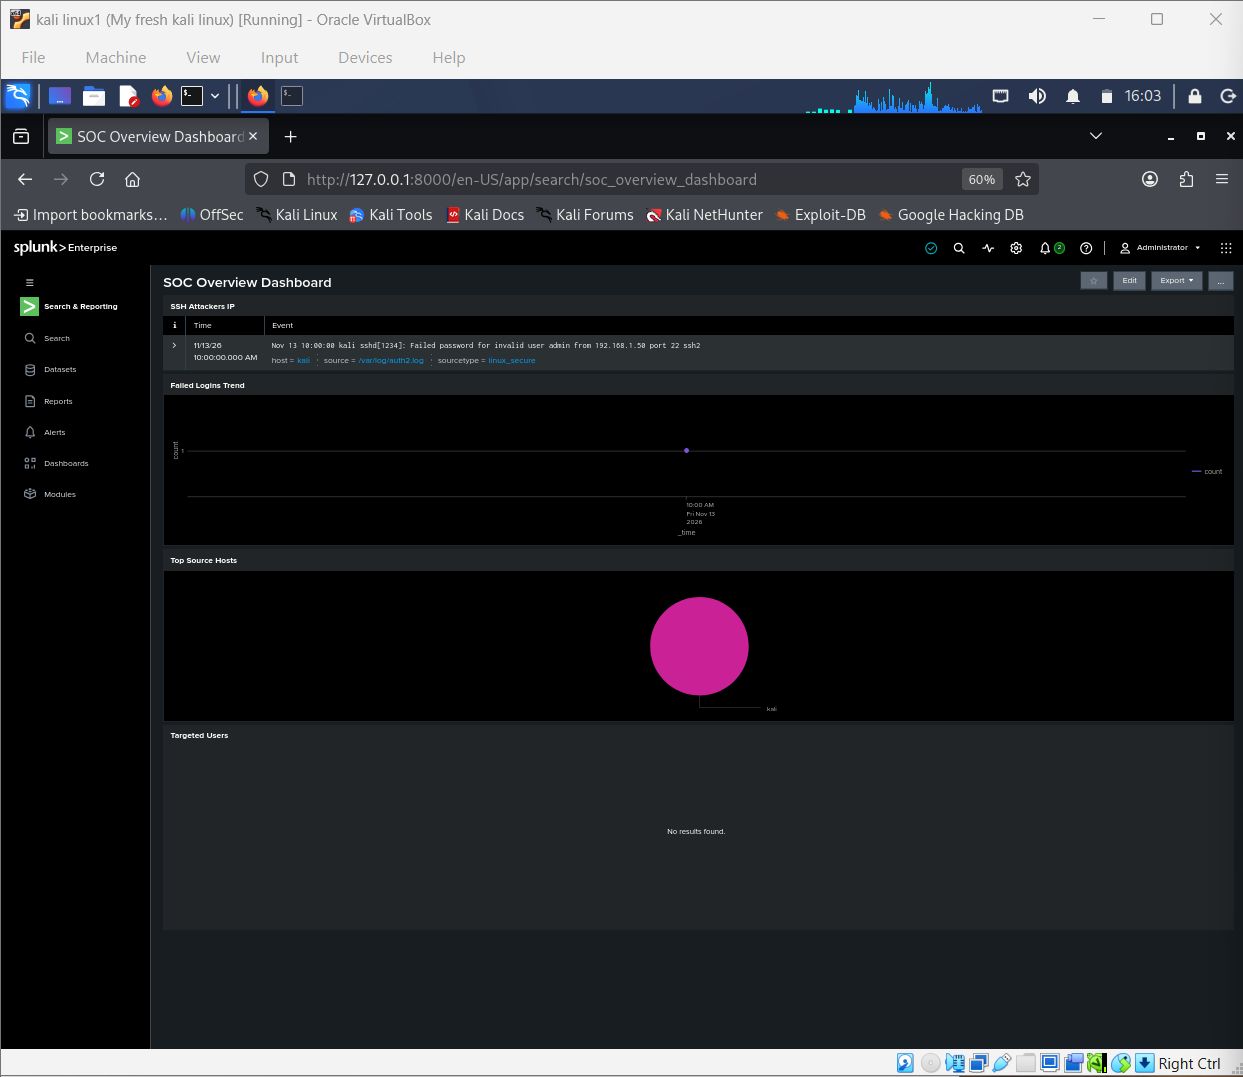 kali linux1 (My fresh kali linux) [Running] - Oracle VirtualBox
File Machine View Input Devices Help
16:03
SOC Overview Dashboard
http://127.0.0.1:8000/en-US/app/search/soc_overview_dashboard 60%
Import bookmarks... OffSec Kali Linux Kali Tools Kali Docs Kali Forums Kali NetHunter Exploit-DB Google Hacking DB
splunk>Enterprise 2 Administrator
SOC Overview Dashboard Edit Export ...
Search & Reporting
Search
Datasets
Reports
Alerts
Dashboards
Modules
SSH Attackers IP
i Time Event
11/13/26 Nov 13 10:00:00 kali sshd[1234]: Failed password for invalid user admin from 192.168.1.50 port 22 ssh2
10:00:00.000 AM host = kali source = /var/log/auth2.log sourcetype = linux_secure
Failed Logins Trend
count
1
count
10:00 AM
Fri Nov 13
2026
_time
Top Source Hosts
kali
Targeted Users
No results found.
Right Ctrl